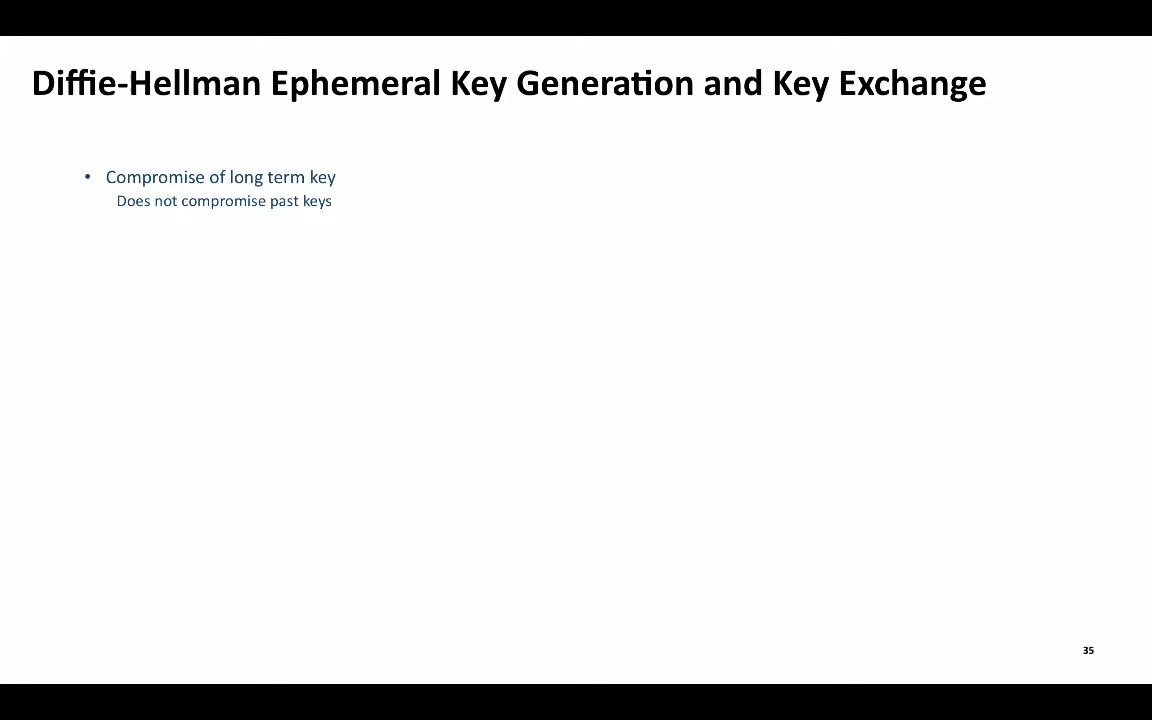 Diffie-Hellman Ephemeral Key Generation and Key Exchange
• Compromise of long term key
Does not compromise past keys
35